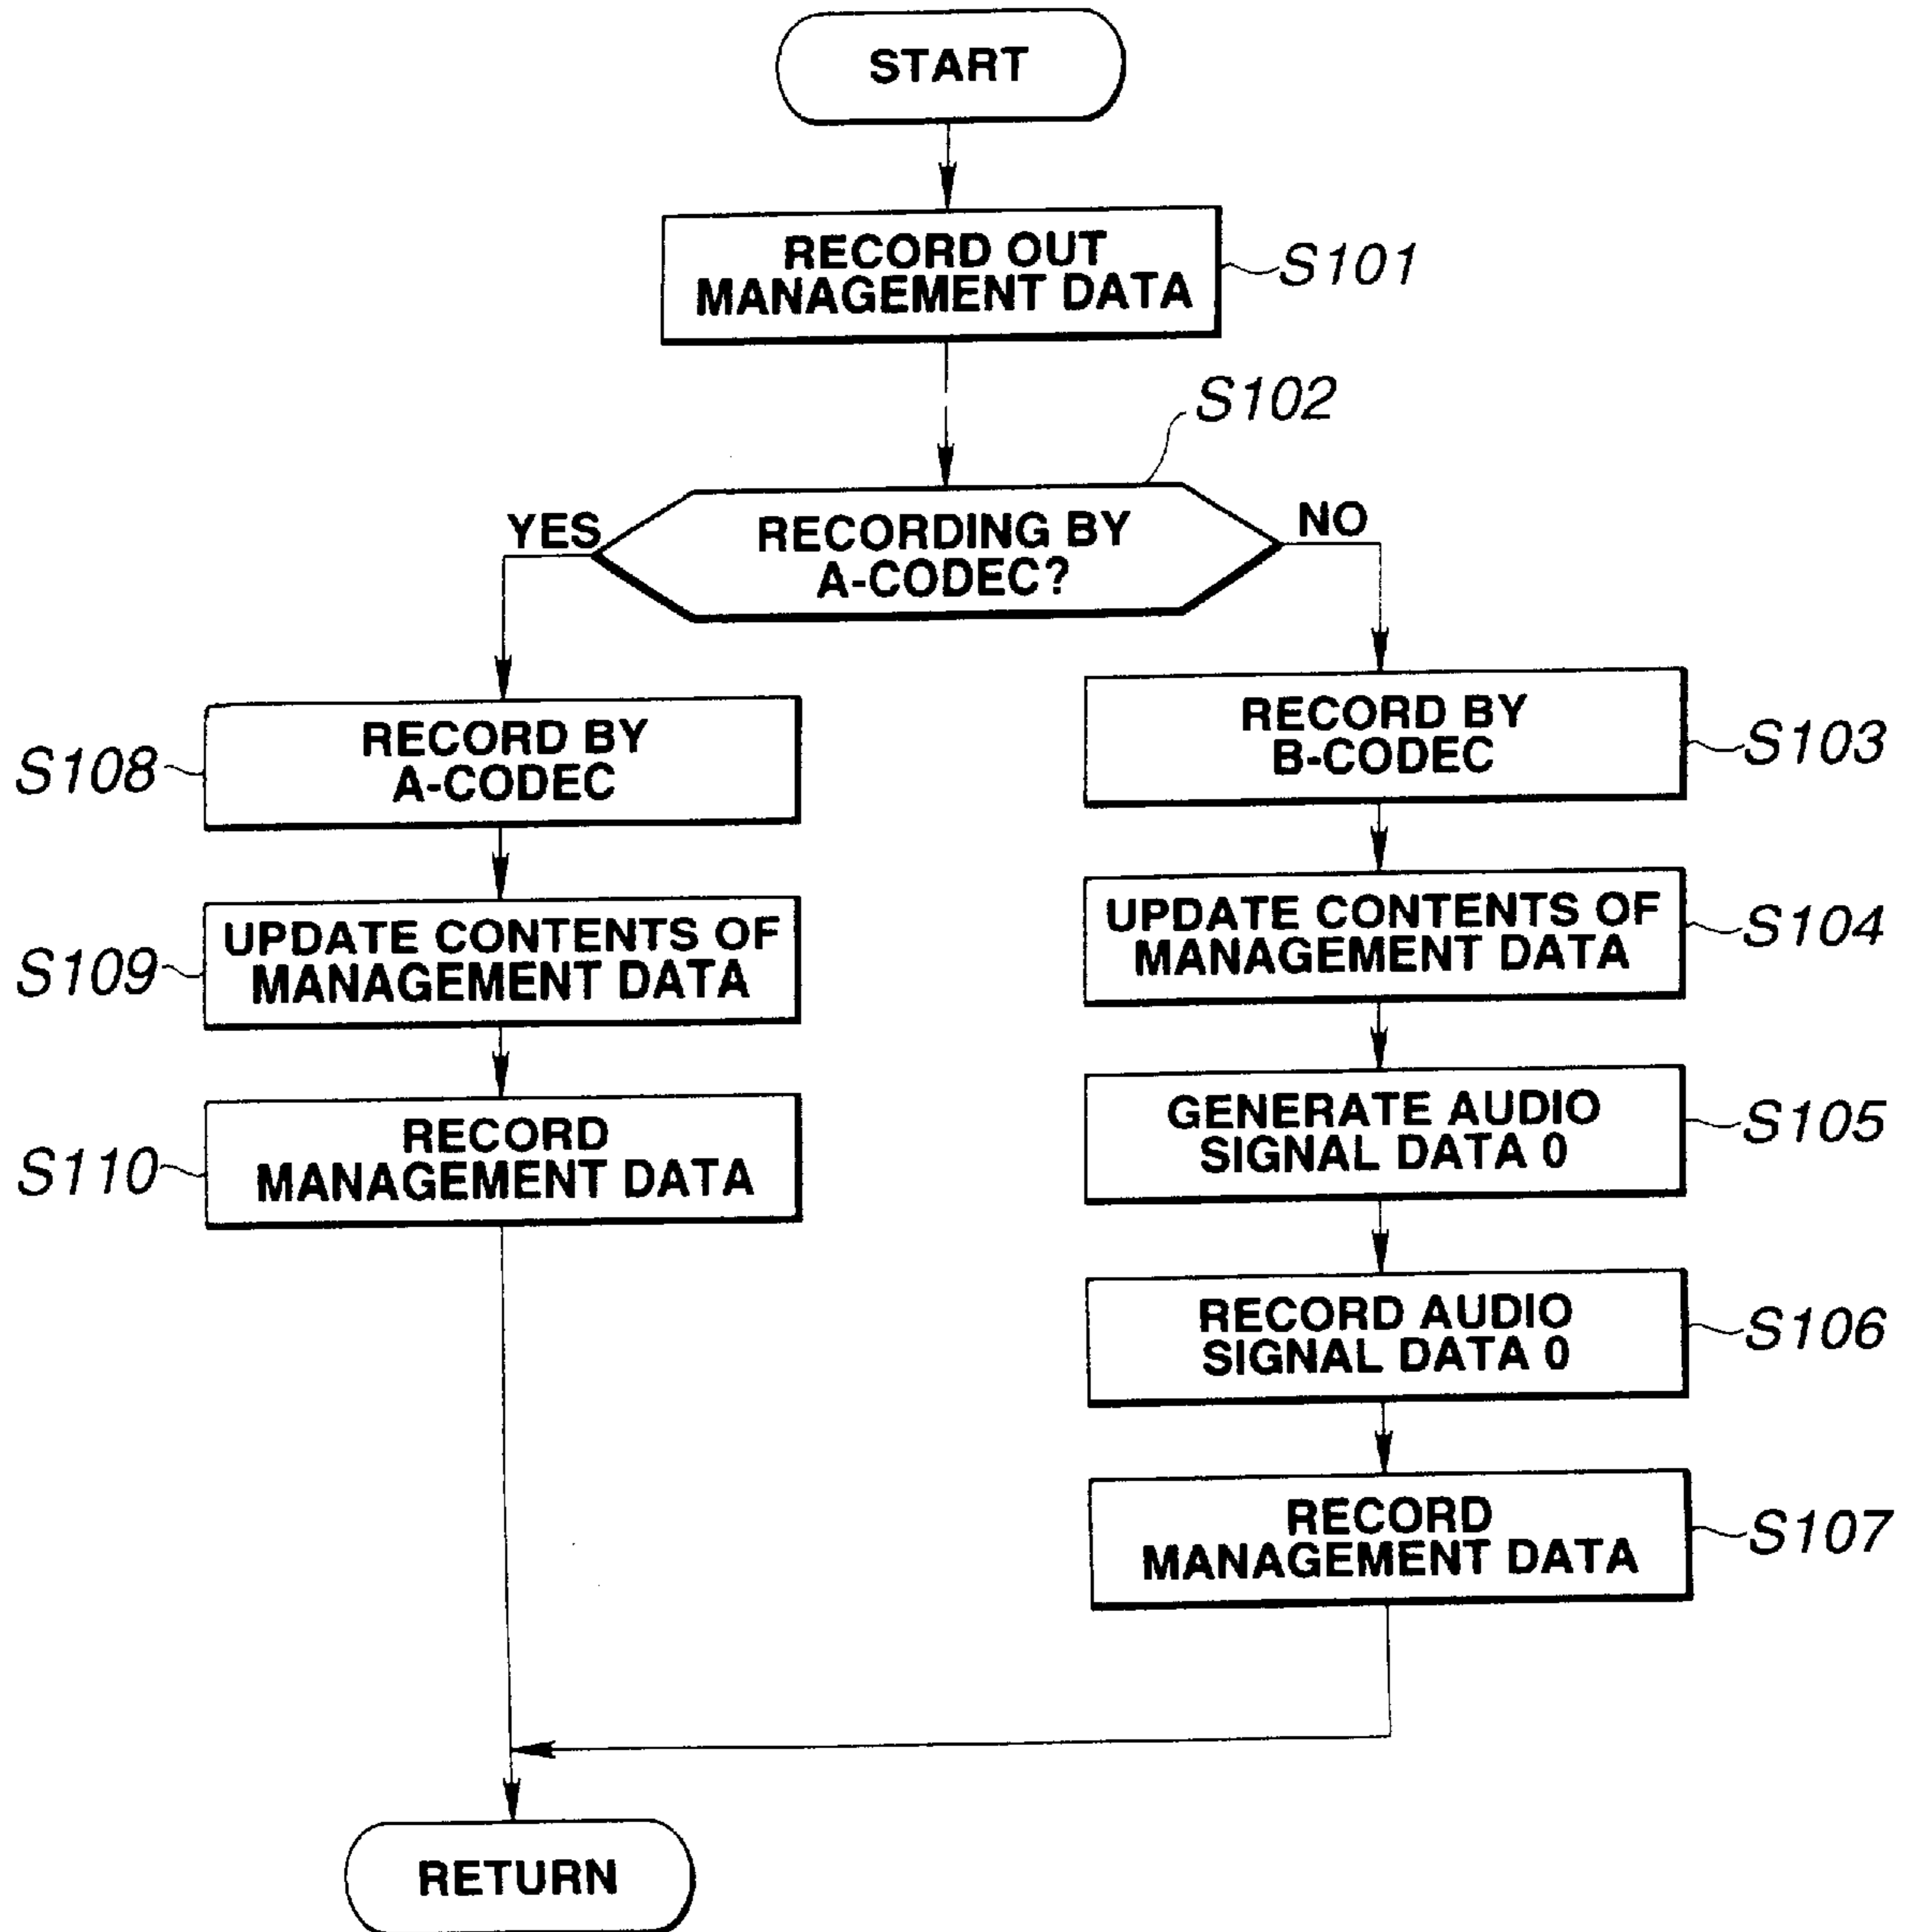 START
RECORD OUT
MANAGEMENT DATA
S101
S102
RECORDING BY
A-CODEC?
YES
NO
S108
RECORD BY
A-CODEC
S109
UPDATE CONTENTS OF
MANAGEMENT DATA
S110
RECORD
MANAGEMENT DATA
RECORD BY
B-CODEC
S103
UPDATE CONTENTS OF
MANAGEMENT DATA
S104
GENERATE AUDIO
SIGNAL DATA 0
S105
RECORD AUDIO
SIGNAL DATA 0
S106
RECORD
MANAGEMENT DATA
S107
RETURN